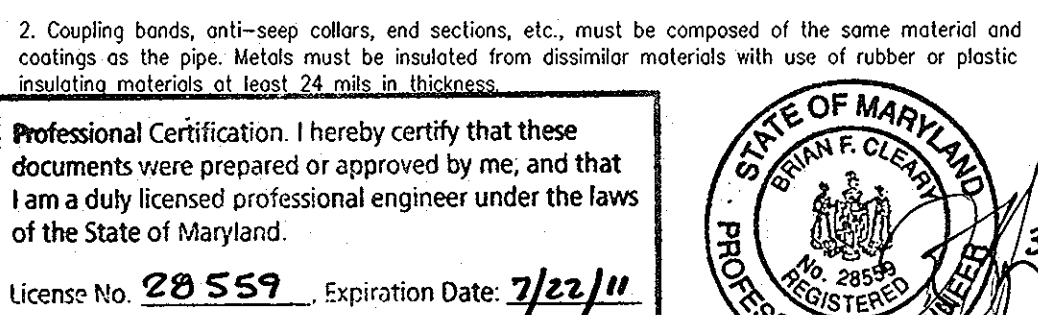 2. Coupling bands, anti-seep collars, end sections, etc., must be composed of the same material and
coatings as the pipe. Metals must be insulated from dissimilar materials with use of rubber or plastic
insulating materials at least 24 mils in thickness.
Professional Certification. I hereby certify that these
documents were prepared or approved by me, and that
I am a duly licensed professional engineer under the laws
of the State of Maryland.
License No. 28559, Expiration Date: 7/22/11
STATE OF MARYLAND
BRIAN F. CLEARY
No. 28559
REGISTERED